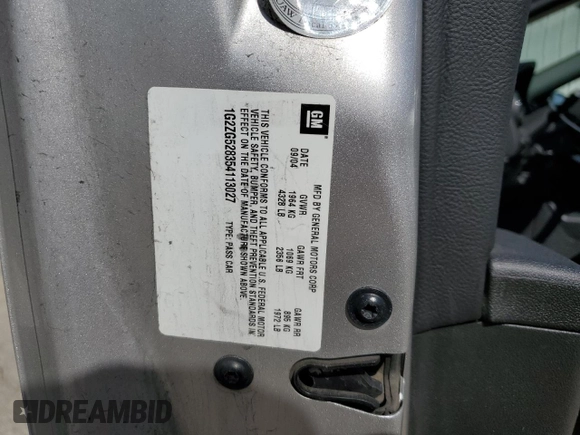 GM
MFD BY GENERAL MOTORS CORP
DATE GVWR GAWR FRT GAWR RR
09/04 1964 KG 1069 KG 895 KG
4328 LB 2356 LB 1972 LB
THIS VEHICLE CONFORMS TO ALL APPLICABLE U.S. FEDERAL MOTOR
VEHICLE SAFETY, BUMPER, AND THEFT PREVENTION STANDARDS IN
EFFECT ON THE DATE OF MANUFACTURE SHOWN ABOVE.
1G2ZG528354113027 TYPE: PASS CAR
DREAMBID